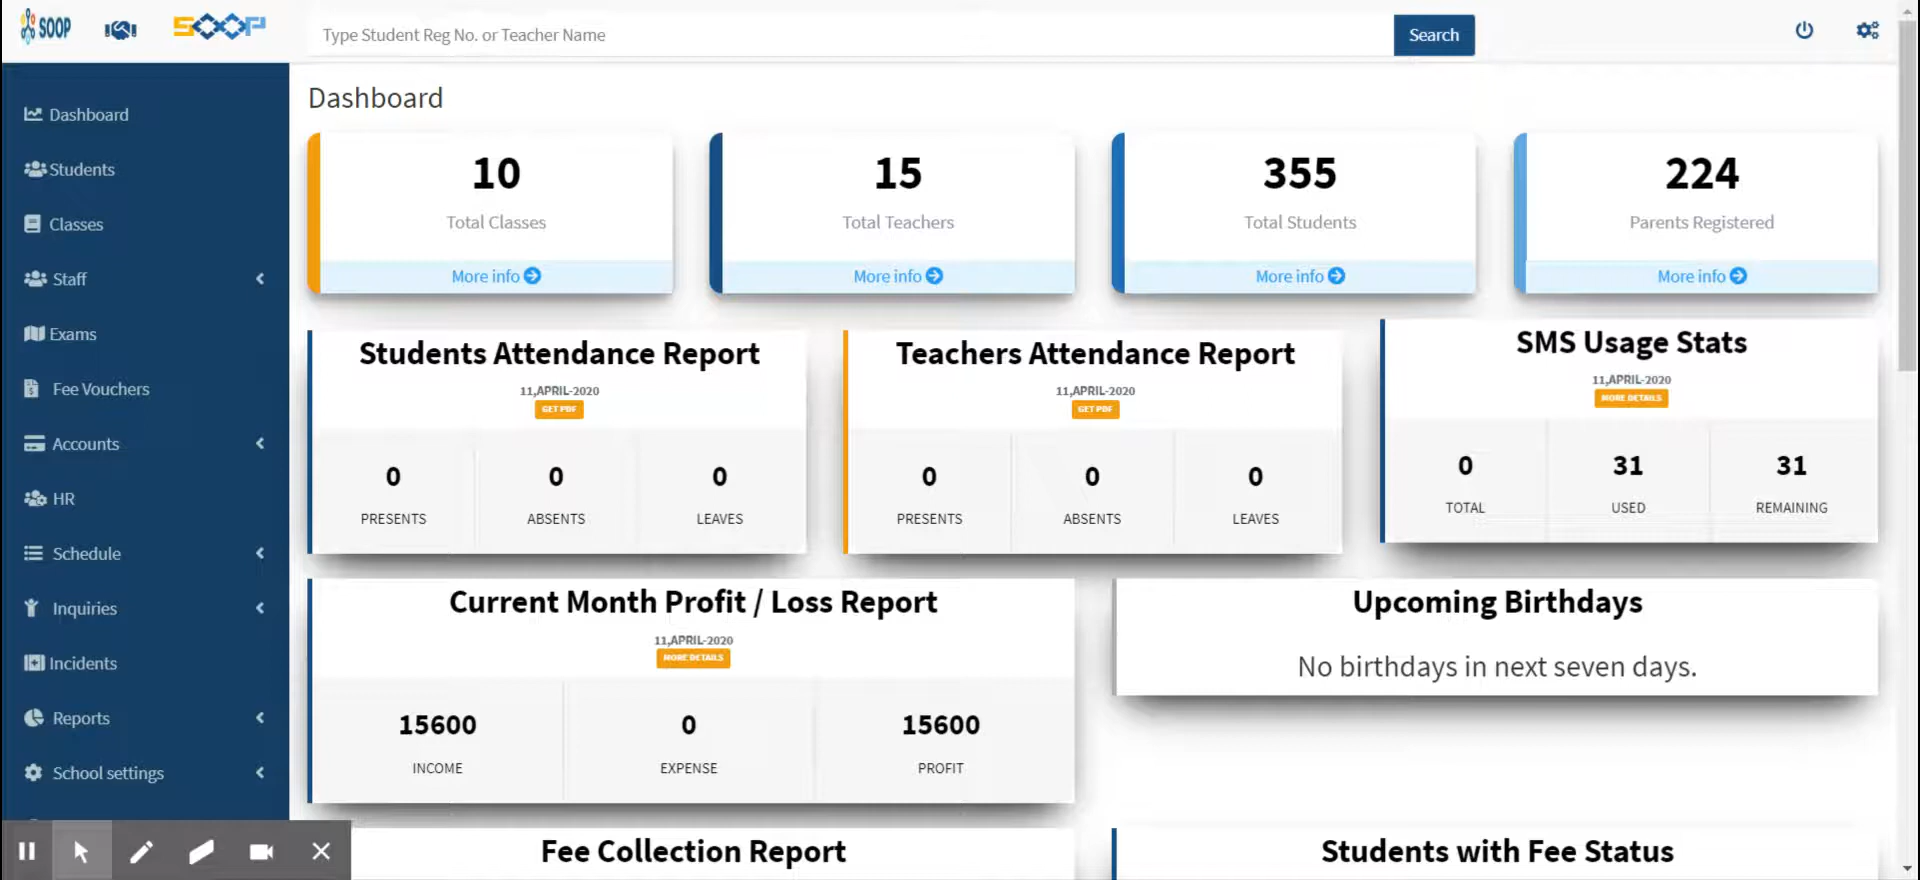 SOOP
SOOP
Type Student Reg No. or Teacher Name
Search
Dashboard
Students
Classes
Staff
Exams
Fee Vouchers
Accounts
HR
Schedule
Inquiries
Incidents
Reports
School settings
Dashboard
10
Total Classes
More info
15
Total Teachers
More info
355
Total Students
More info
224
Parents Registered
More info
Students Attendance Report
11,APRIL-2020
GET PDF
0
PRESENTS
0
ABSENTS
0
LEAVES
Teachers Attendance Report
11,APRIL-2020
GET PDF
0
PRESENTS
0
ABSENTS
0
LEAVES
SMS Usage Stats
11,APRIL-2020
MORE DETAILS
0
TOTAL
31
USED
31
REMAINING
Current Month Profit / Loss Report
11,APRIL-2020
MORE DETAILS
15600
INCOME
0
EXPENSE
15600
PROFIT
Upcoming Birthdays
No birthdays in next seven days.
Fee Collection Report
Students with Fee Status